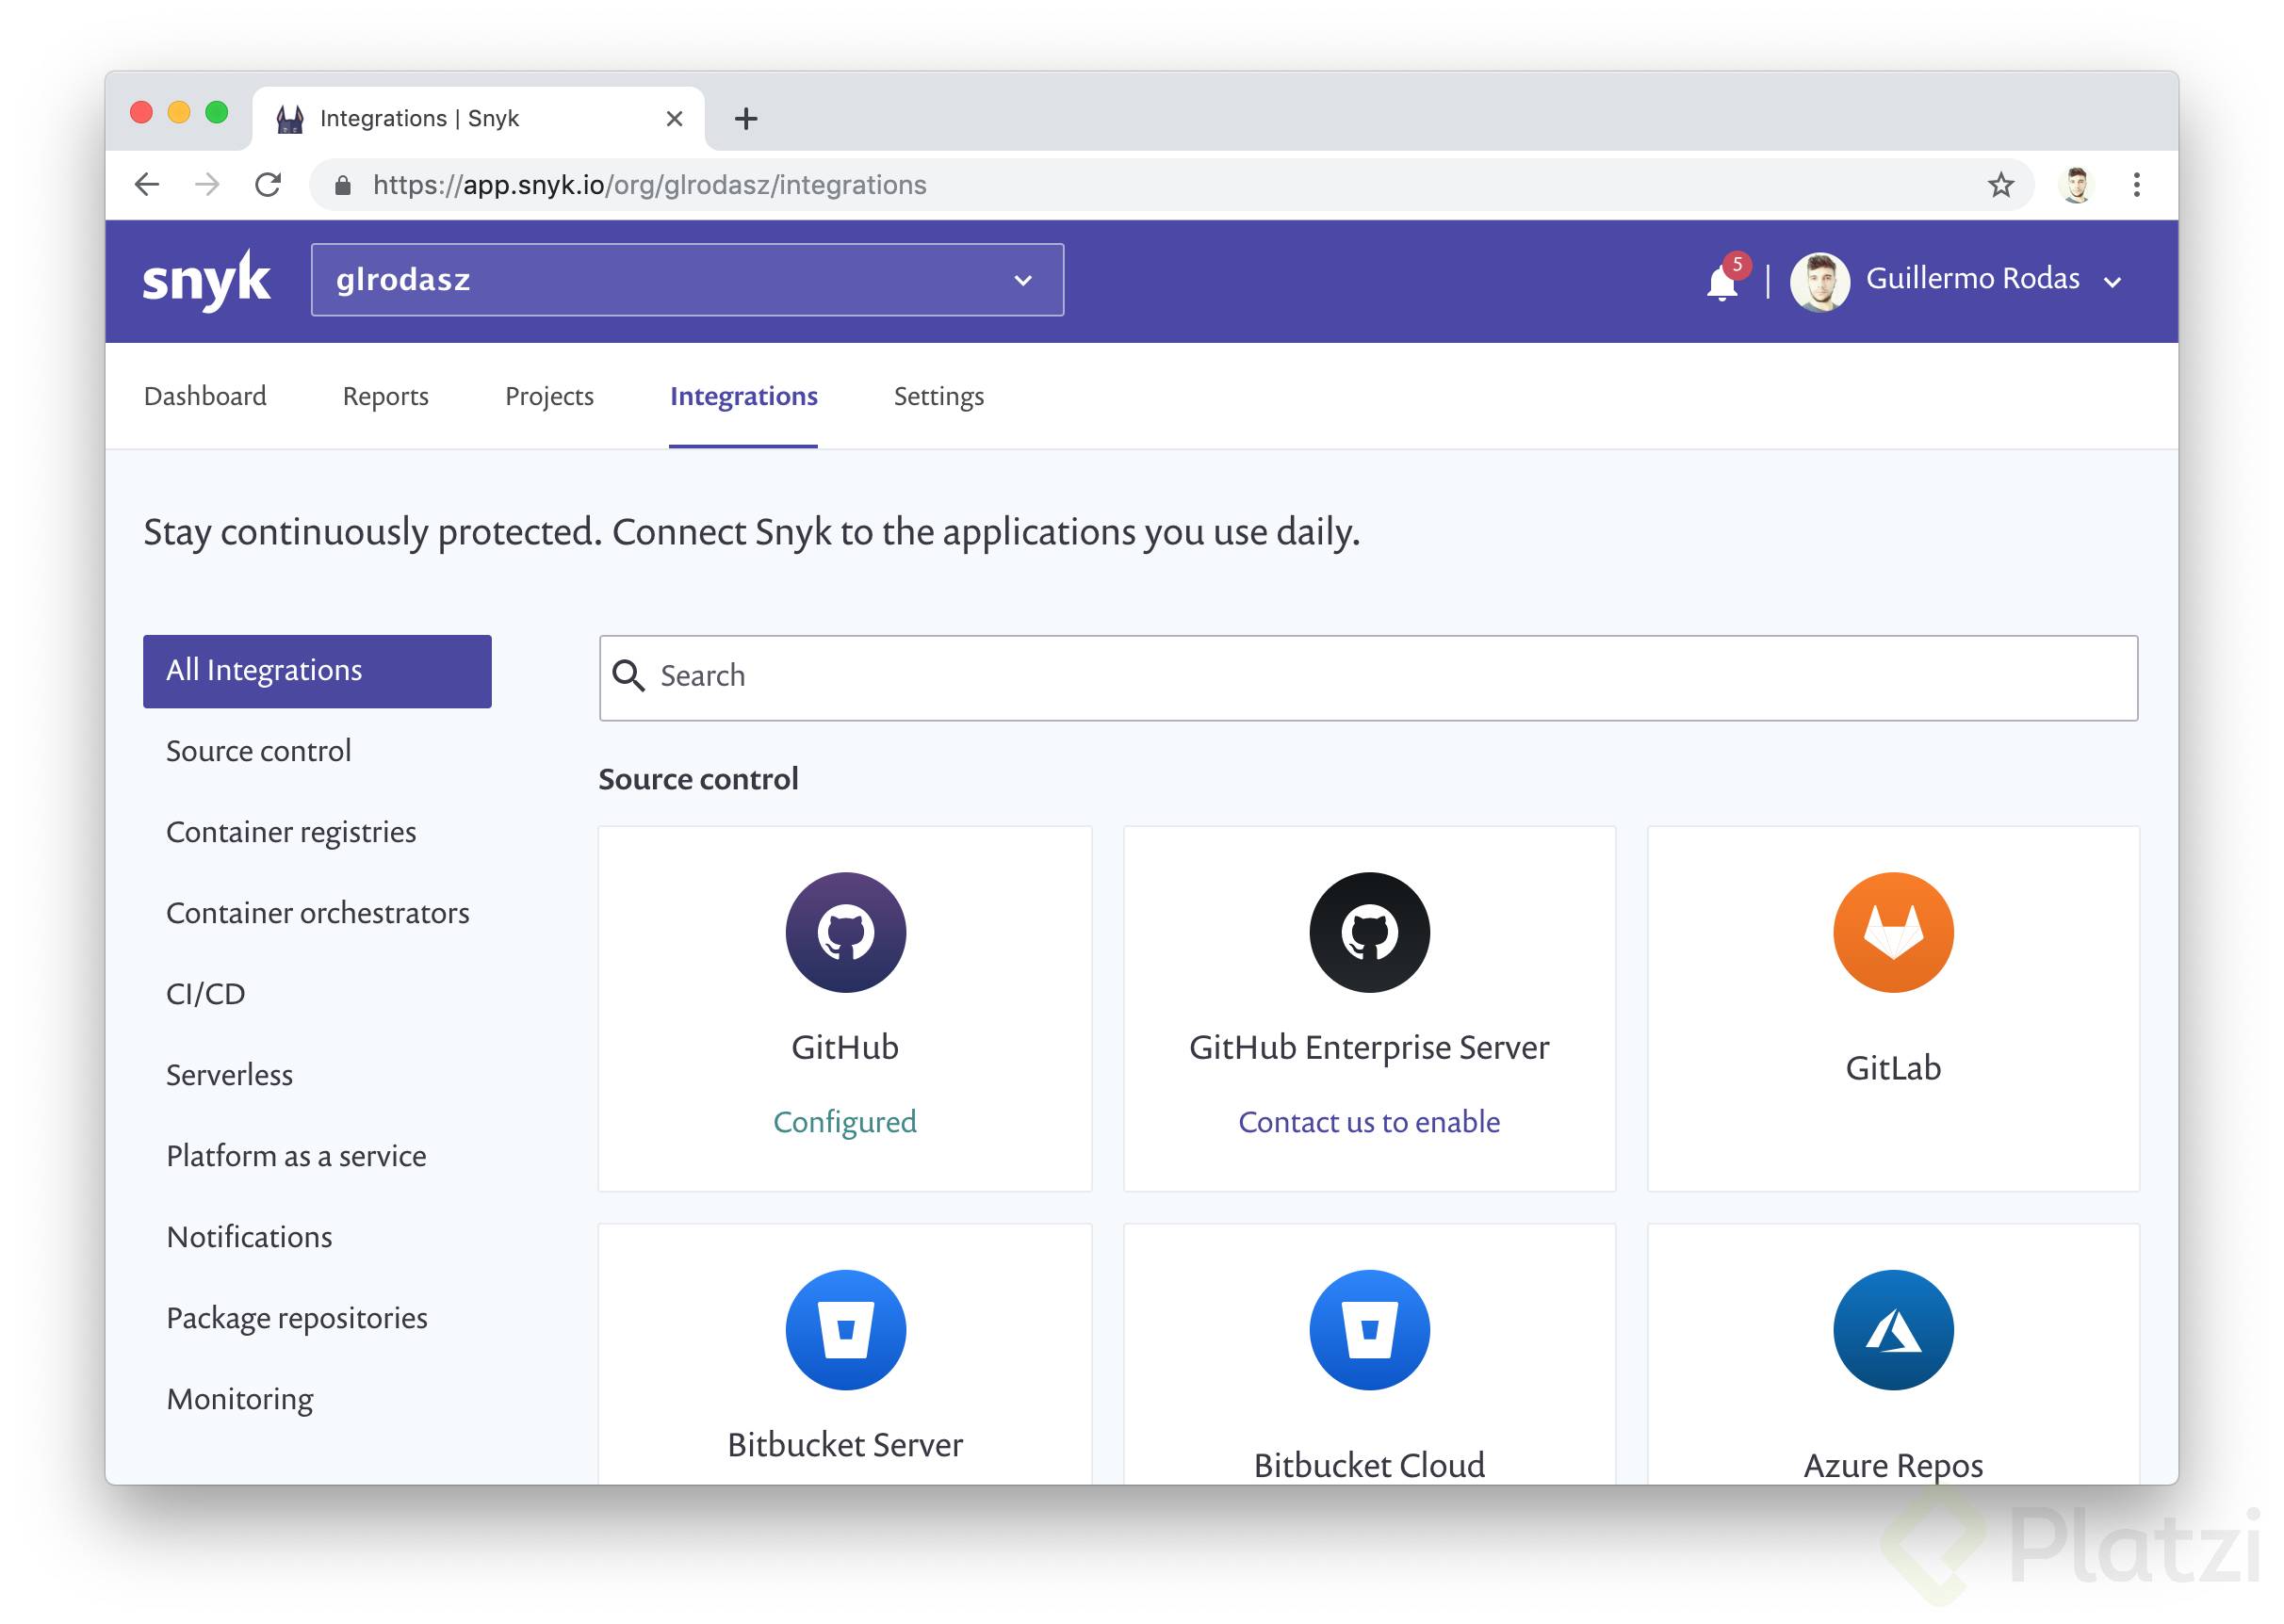 Integrations | Snyk
https://app.snyk.io/org/glrodasz/integrations
snyk
glrodasz
5
Guillermo Rodas
Dashboard
Reports
Projects
Integrations
Settings
Stay continuously protected. Connect Snyk to the applications you use daily.
All Integrations
Source control
Container registries
Container orchestrators
CI/CD
Serverless
Platform as a service
Notifications
Package repositories
Monitoring
Search
Source control
GitHub
Configured
GitHub Enterprise Server
Contact us to enable
GitLab
Bitbucket Server
Bitbucket Cloud
Azure Repos
Platzi